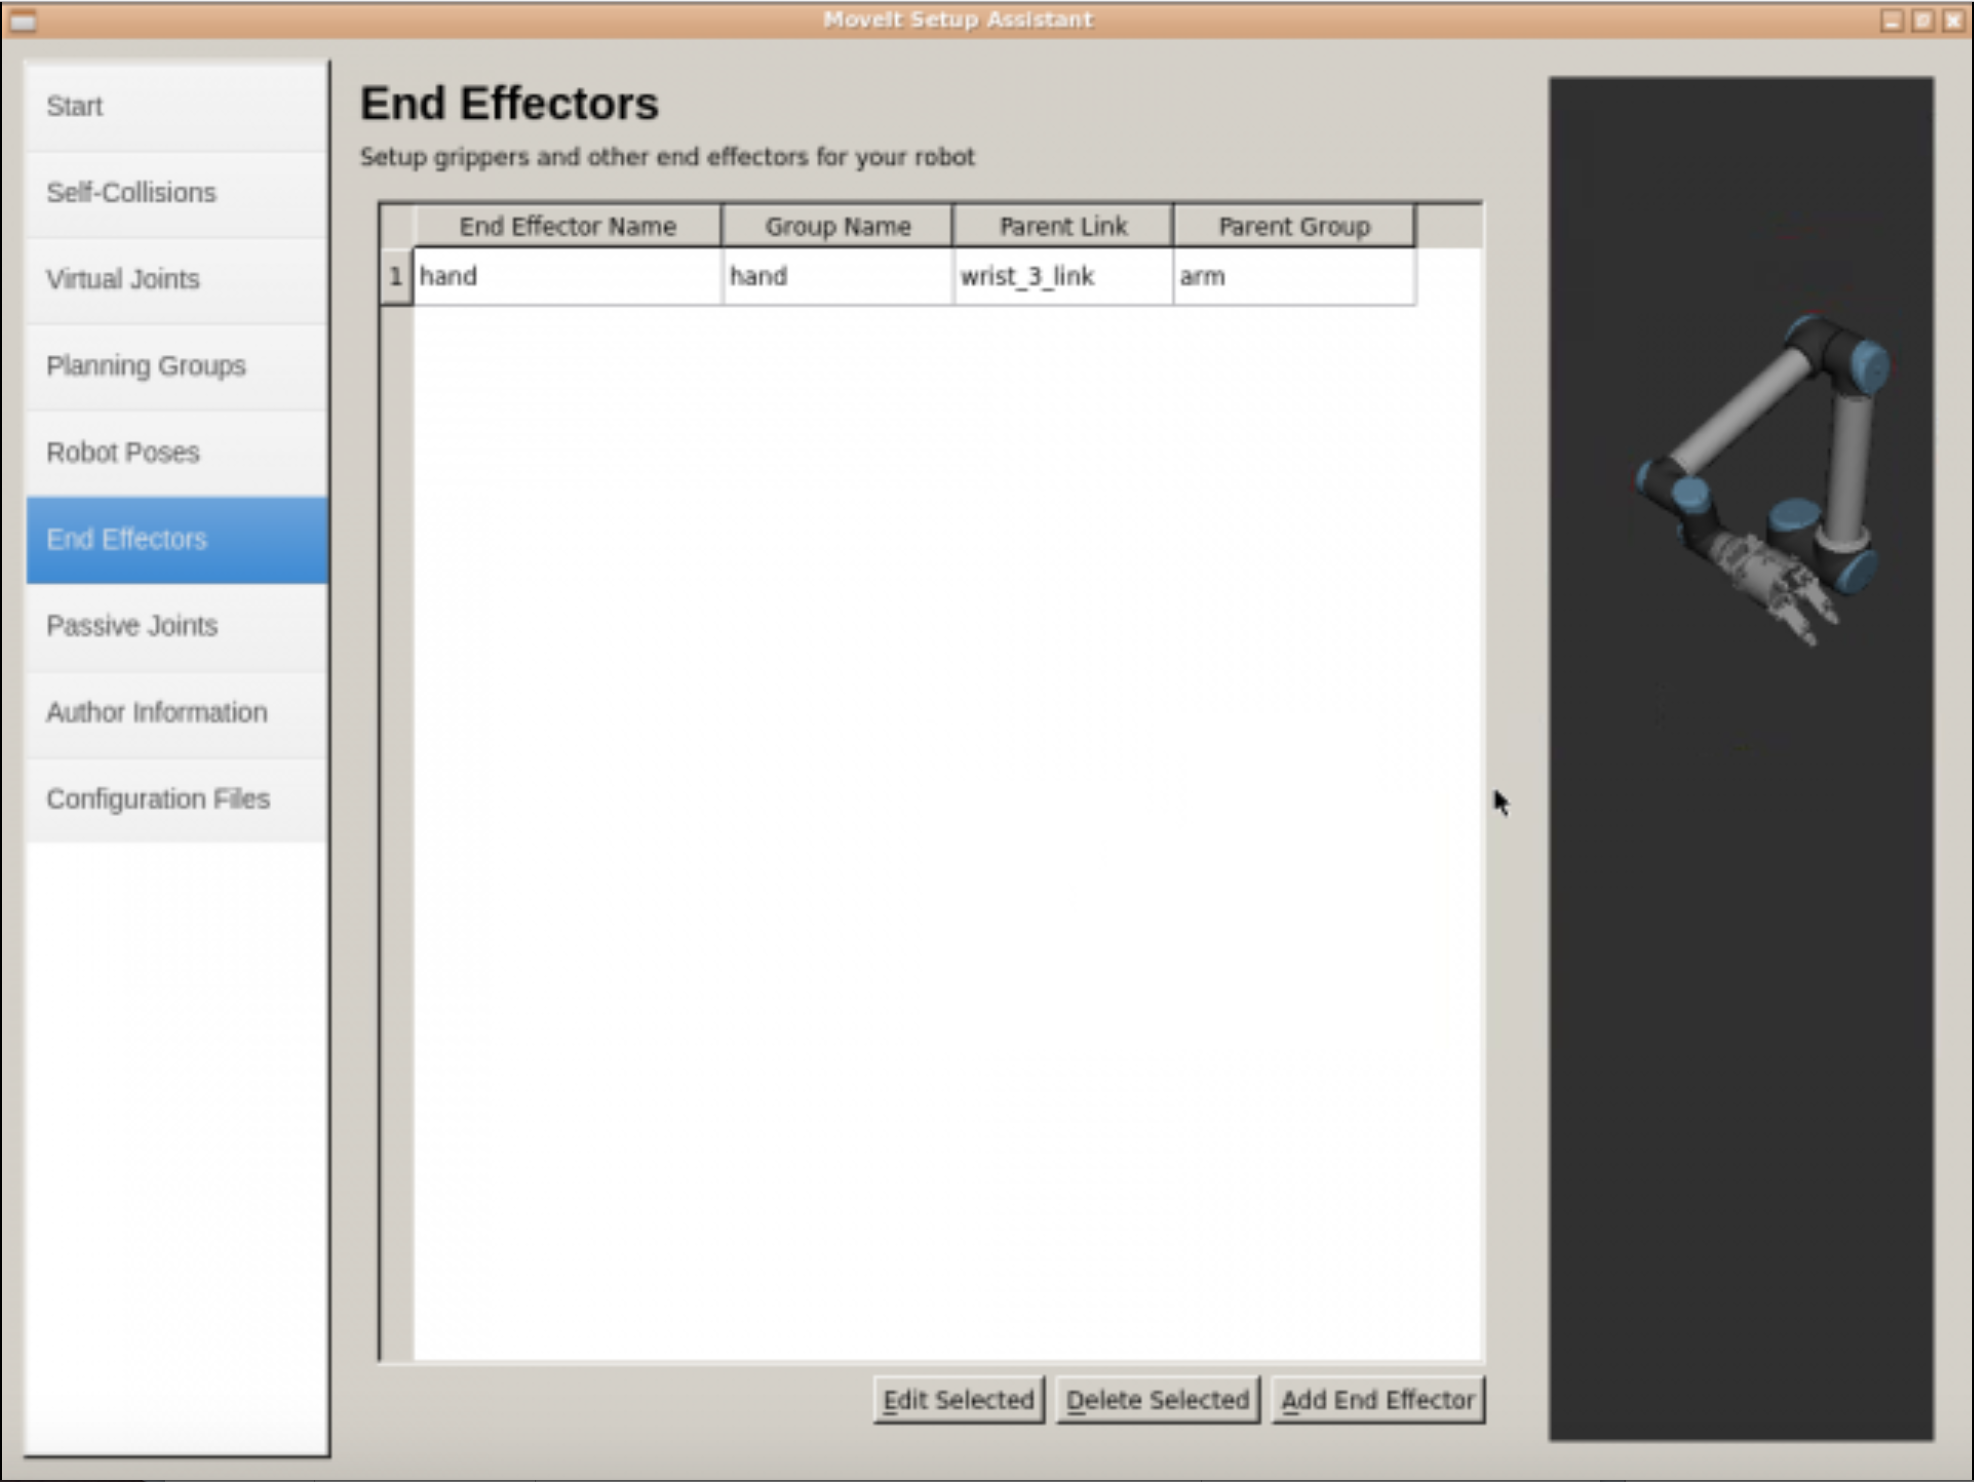 MoveIt Setup Assistant
Start
Self-Collisions
Virtual Joints
Planning Groups
Robot Poses
End Effectors
Passive Joints
Author Information
Configuration Files
End Effectors
Setup grippers and other end effectors for your robot
End Effector Name Group Name Parent Link Parent Group
1 hand hand wrist_3_link arm
Edit Selected Delete Selected Add End Effector